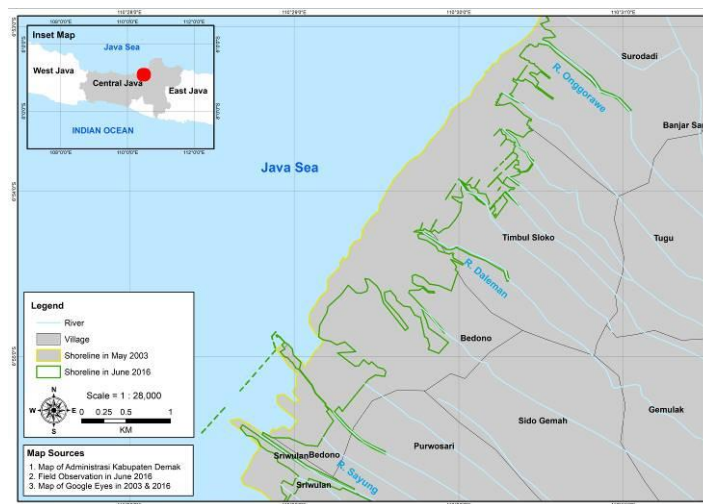 Inset Map
Java Sea
West Java
Central Java
East Java
INDIAN OCEAN
Surodadi
R. Onggorawe
Banjar Sa
Java Sea
Timbul Sloko
Tugu
R. Daleman
Bedono
Gemulak
Sido Gemah
Purwosari
Sriwulan
Bedono
R. Sayung
Sriwulan
Legend
River
Village
Shoreline in May 2003
Shoreline in June 2016
N
W
E
S
Scale = 1 : 28,000
0 0.25 0.5 1
KM
Map Sources
1. Map of Administrasi Kabupaten Demak
2. Field Observation in June 2016
3. Map of Google Eyes in 2003 & 2016